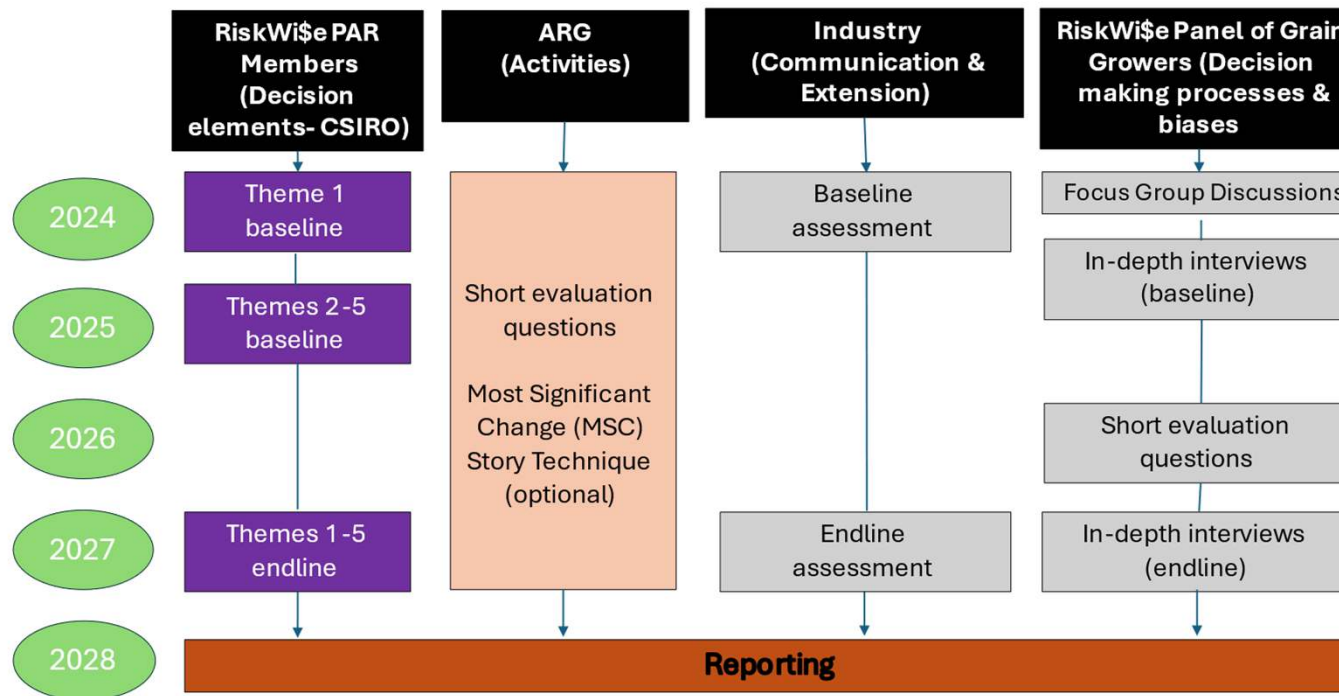 RiskWi$e PAR
Members
(Decision
elements- CSIRO)
ARG
(Activities)
Industry
(Communication &
Extension)
RiskWi$e Panel of Grain
Growers (Decision
making processes &
biases
2024
Theme 1
baseline
Baseline
assessment
Focus Group Discussions
In-depth interviews
(baseline)
2025
Themes 2-5
baseline
Short evaluation
questions
Most Significant
Change (MSC)
Story Technique
(optional)
2026
Short evaluation
questions
2027
Themes 1-5
endline
Endline
assessment
In-depth interviews
(endline)
2028
Reporting